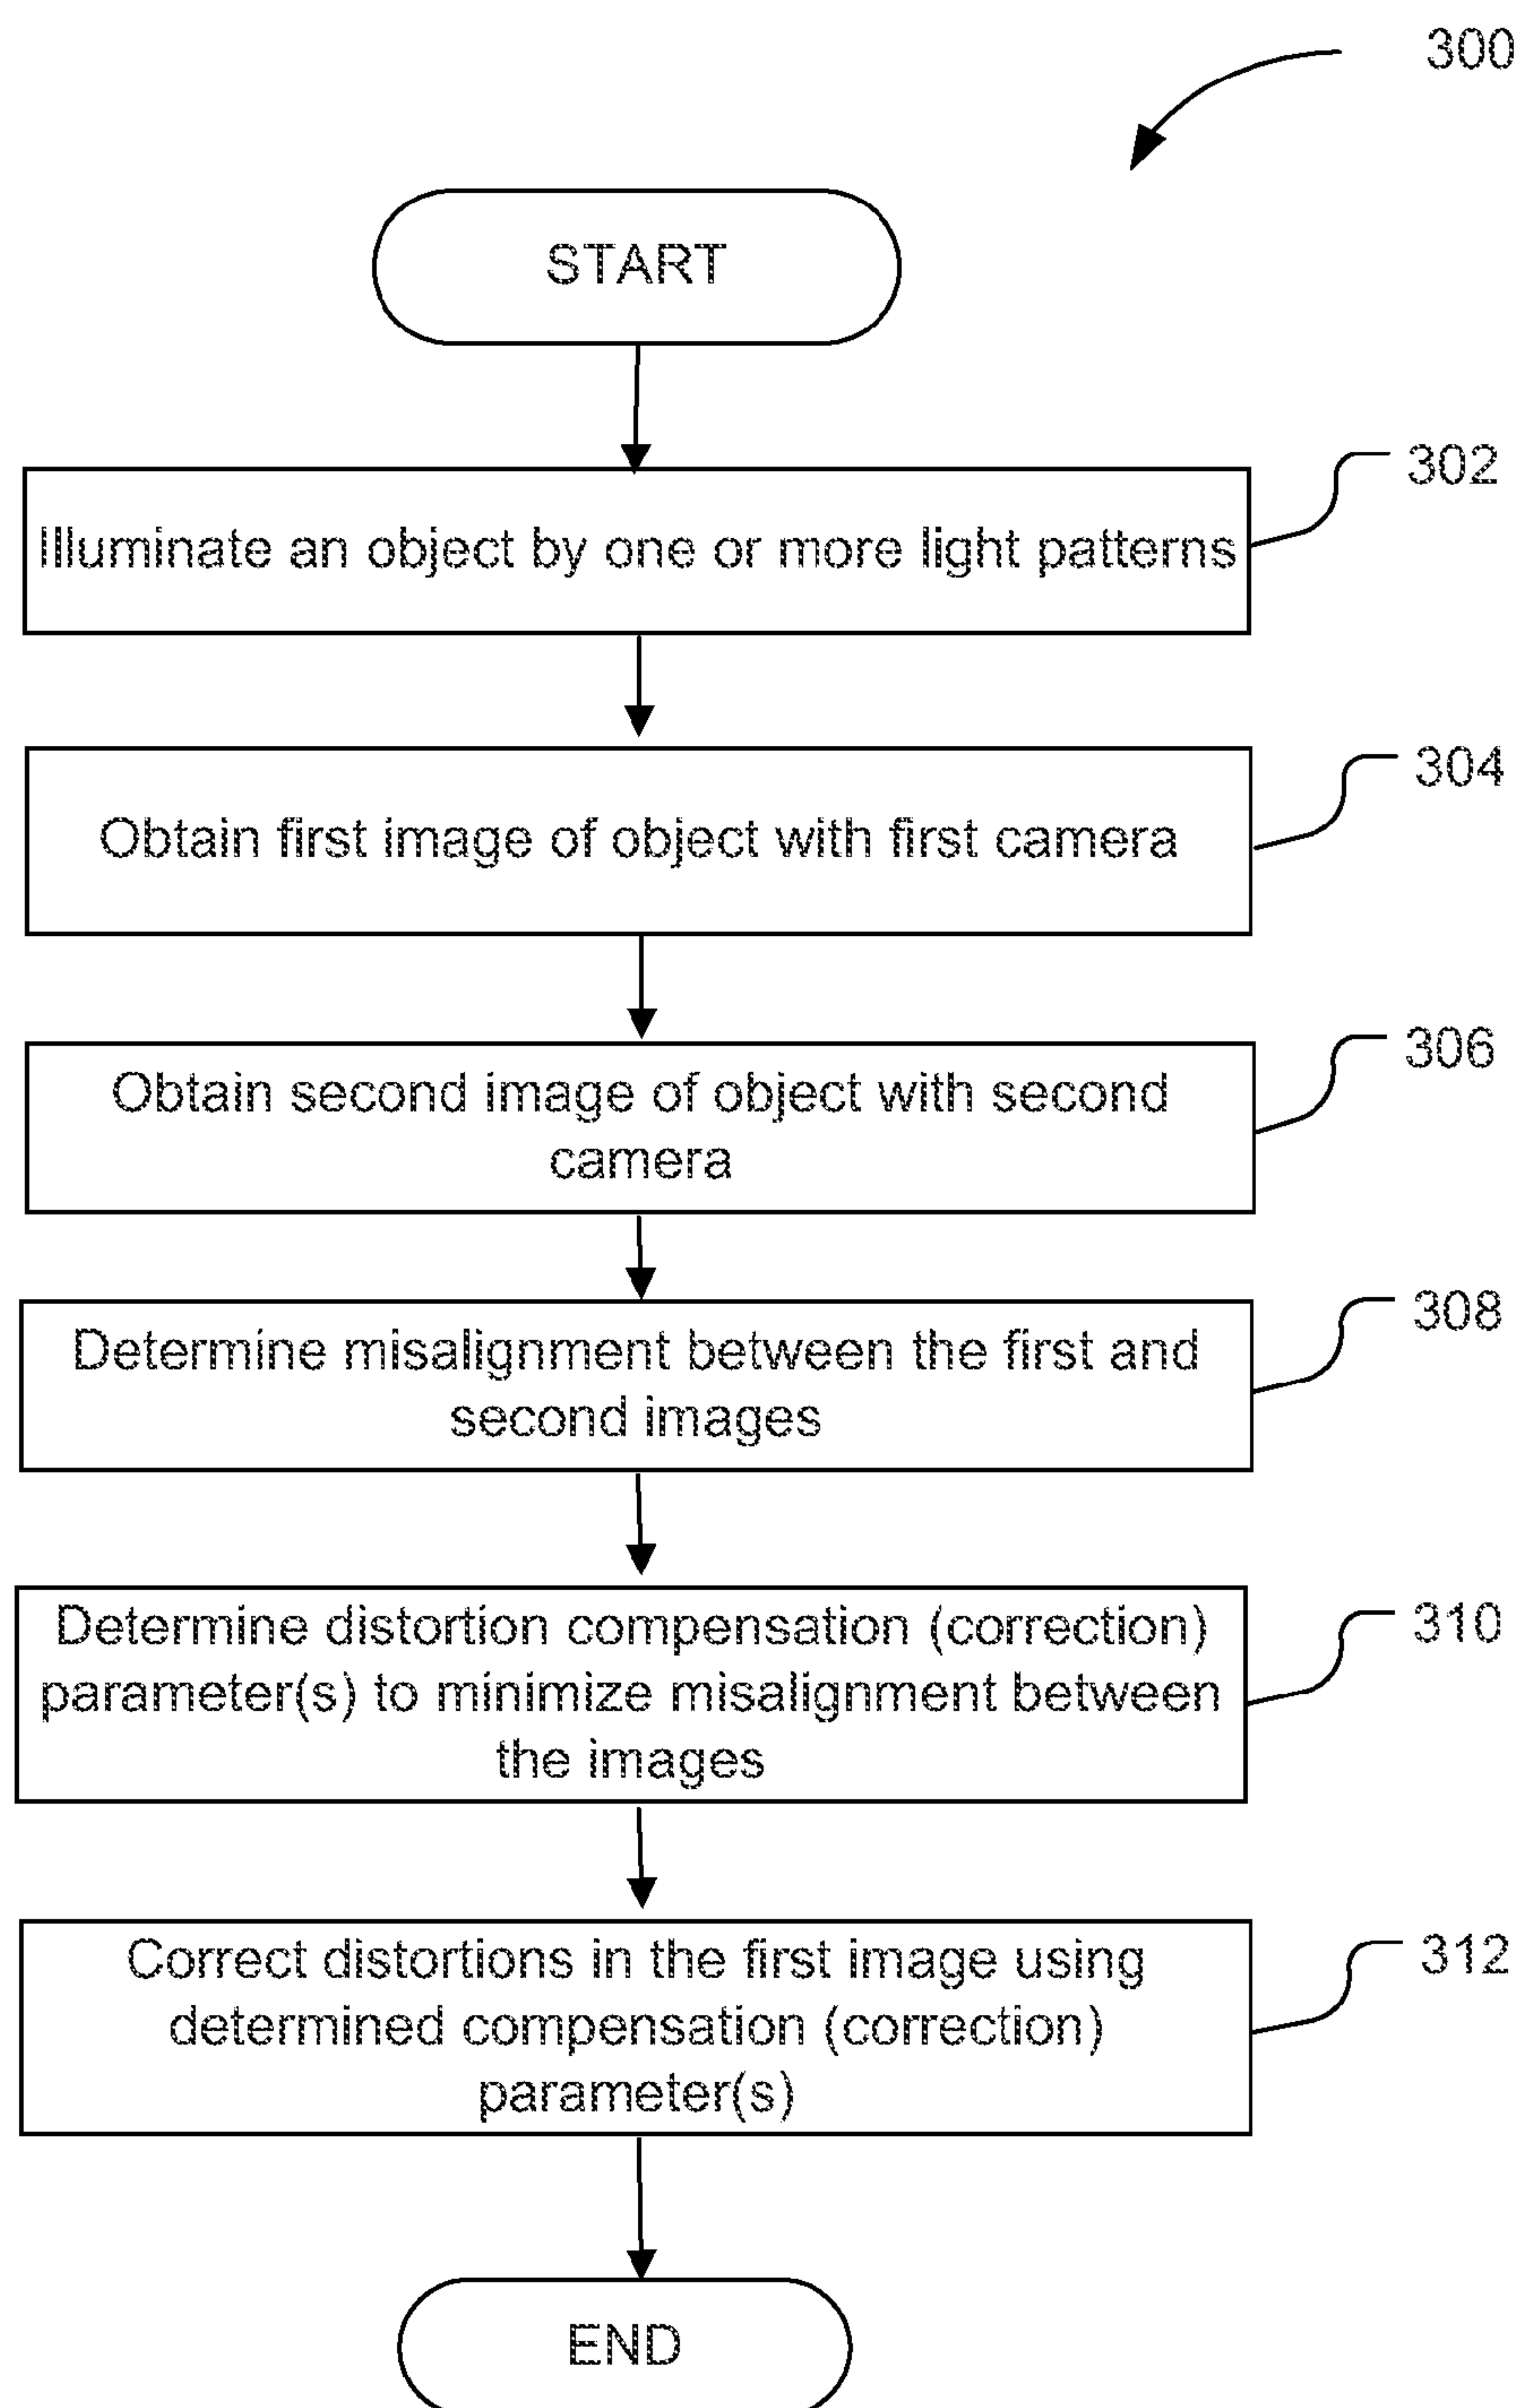 300
START
302
Illuminate an object by one or more light patterns
304
Obtain first image of object with first camera
306
Obtain second image of object with second
camera
308
Determine misalignment between the first and
second images
310
Determine distortion compensation (correction)
parameter(s) to minimize misalignment between
the images
312
Correct distortions in the first image using
determined compensation (correction)
parameter(s)
END